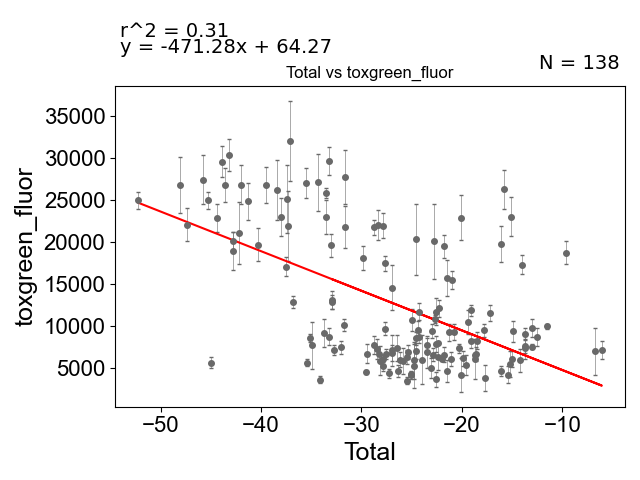 r^2 = 0.31
y = -471.28x + 64.27
N = 138
Total vs toxgreen_fluor
35000
30000
25000
20000
15000
10000
5000
toxgreen_fluor
−50
−40
−30
−20
−10
Total